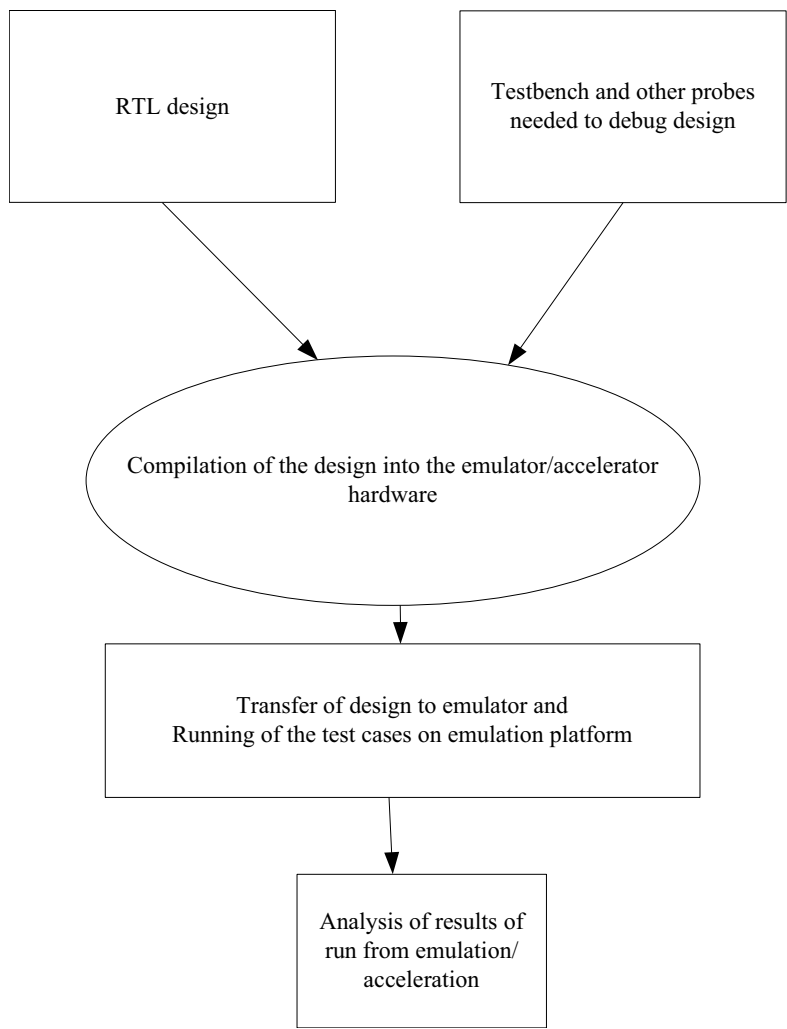 RTL design
Testbench and other probes
needed to debug design
Compilation of the design into the emulator/accelerator
hardware
Transfer of design to emulator and
Running of the test cases on emulation platform
Analysis of results of
run from emulation/
acceleration